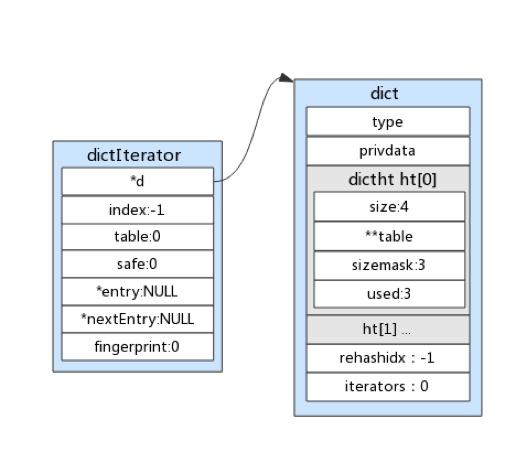 dictIterator
*d
index:-1
table:0
safe:0
*entry:NULL
*nextEntry:NULL
fingerprint:0
dict
type
privdata
dictht ht[0]
size:4
**table
sizemask:3
used:3
ht[1] ...
rehashidx：-1
iterators：0